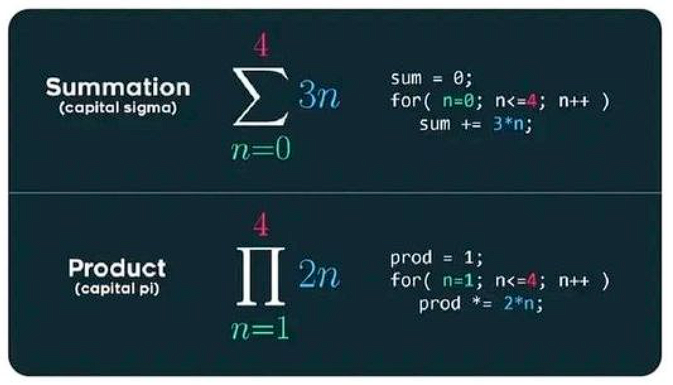 Summation
(capital sigma)
4
∑ 3n
n=0
sum = 0;
for( n=0; n<=4; n++ )
sum += 3*n;
Product
(capital pi)
4
∏ 2n
n=1
prod = 1;
for( n=1; n<=4; n++ )
prod *= 2*n;